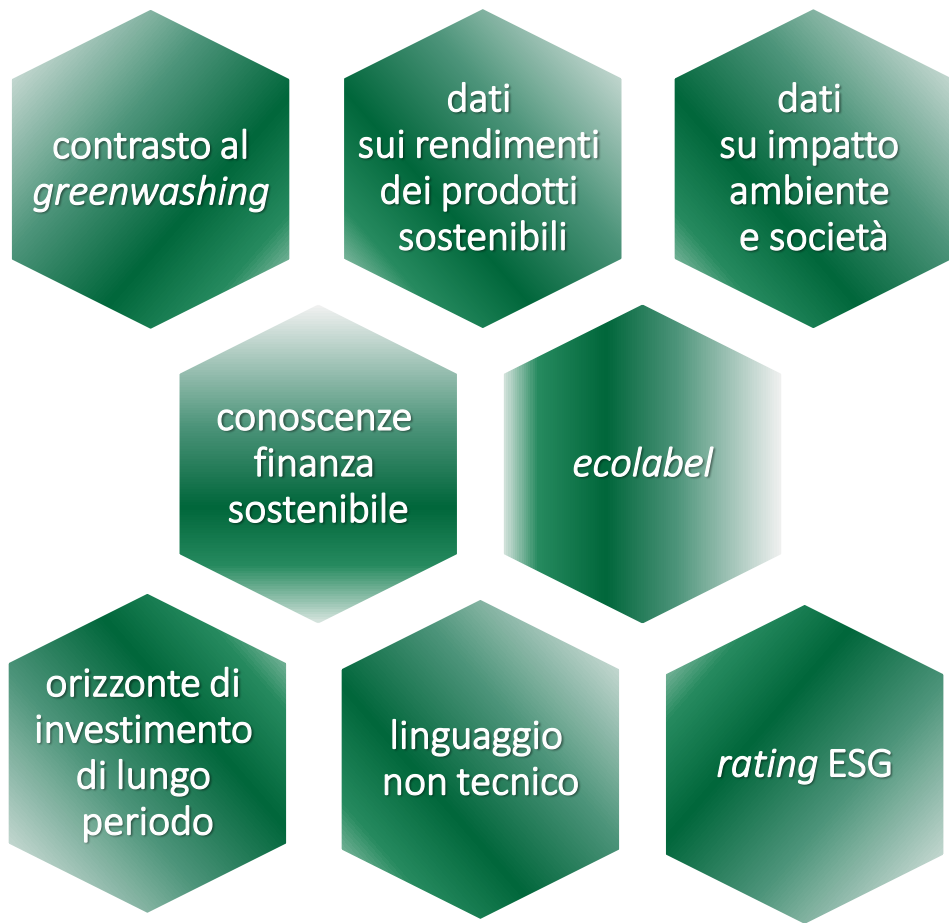 contrasto al
greenwashing
dati
sui rendimenti
dei prodotti
sostenibili
dati
su impatto
ambiente
e società
conoscenze
finanza
sostenibile
ecolabel
orizzonte di
investimento
di lungo
periodo
linguaggio
non tecnico
rating ESG